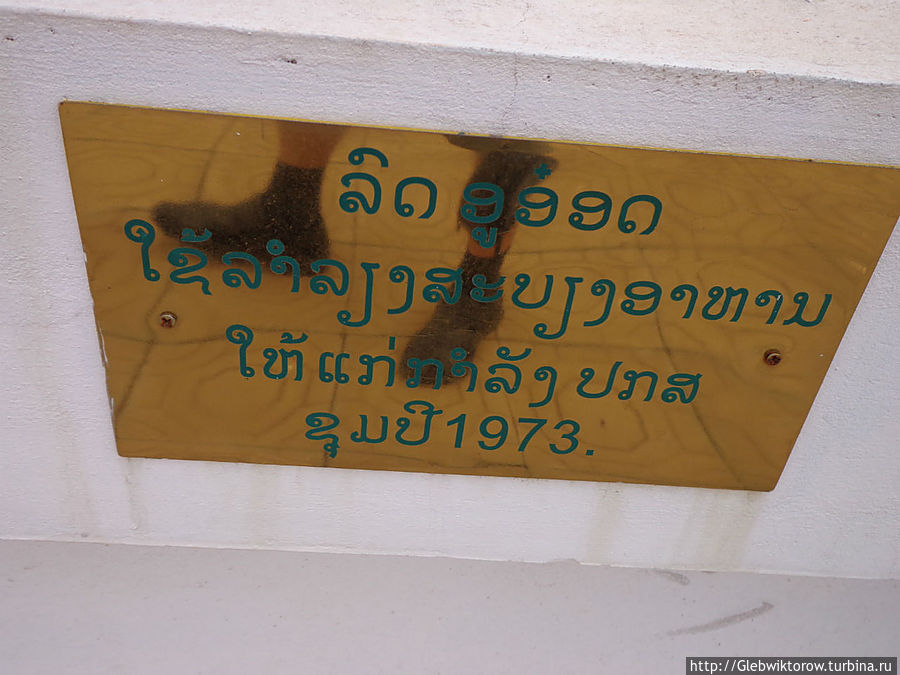 ລົດ ອູອ໋ອດ
ໃຊ້ລຳລຽງສະບຽງອາຫານ
ໃຫ້ແກ່ກຳລັງ ປກສ
ຊຸມປີ1973.
http://Glebwiktorow.turbina.ru